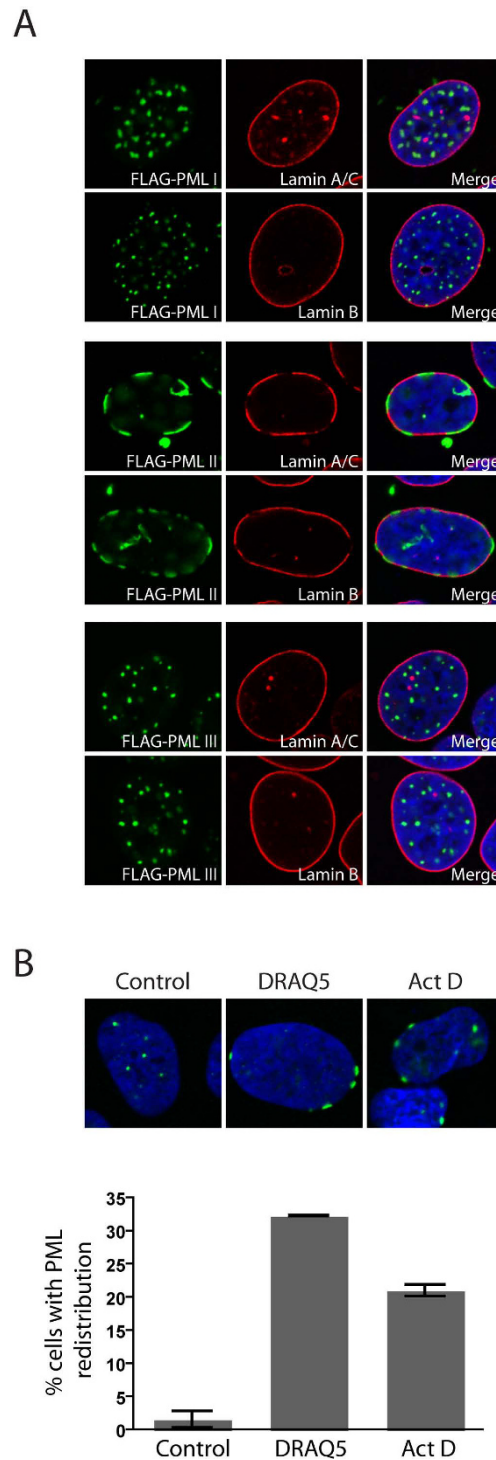 A
FLAG-PML I
Lamin A/C
Merge
FLAG-PML I
Lamin B
Merge
FLAG-PML II
Lamin A/C
Merge
FLAG-PML II
Lamin B
Merge
FLAG-PML III
Lamin A/C
Merge
FLAG-PML III
Lamin B
Merge
B
Control DRAQ5 Act D
% cells with PML
redistribution
35
30
25
20
15
10
5
0
Control DRAQ5 Act D